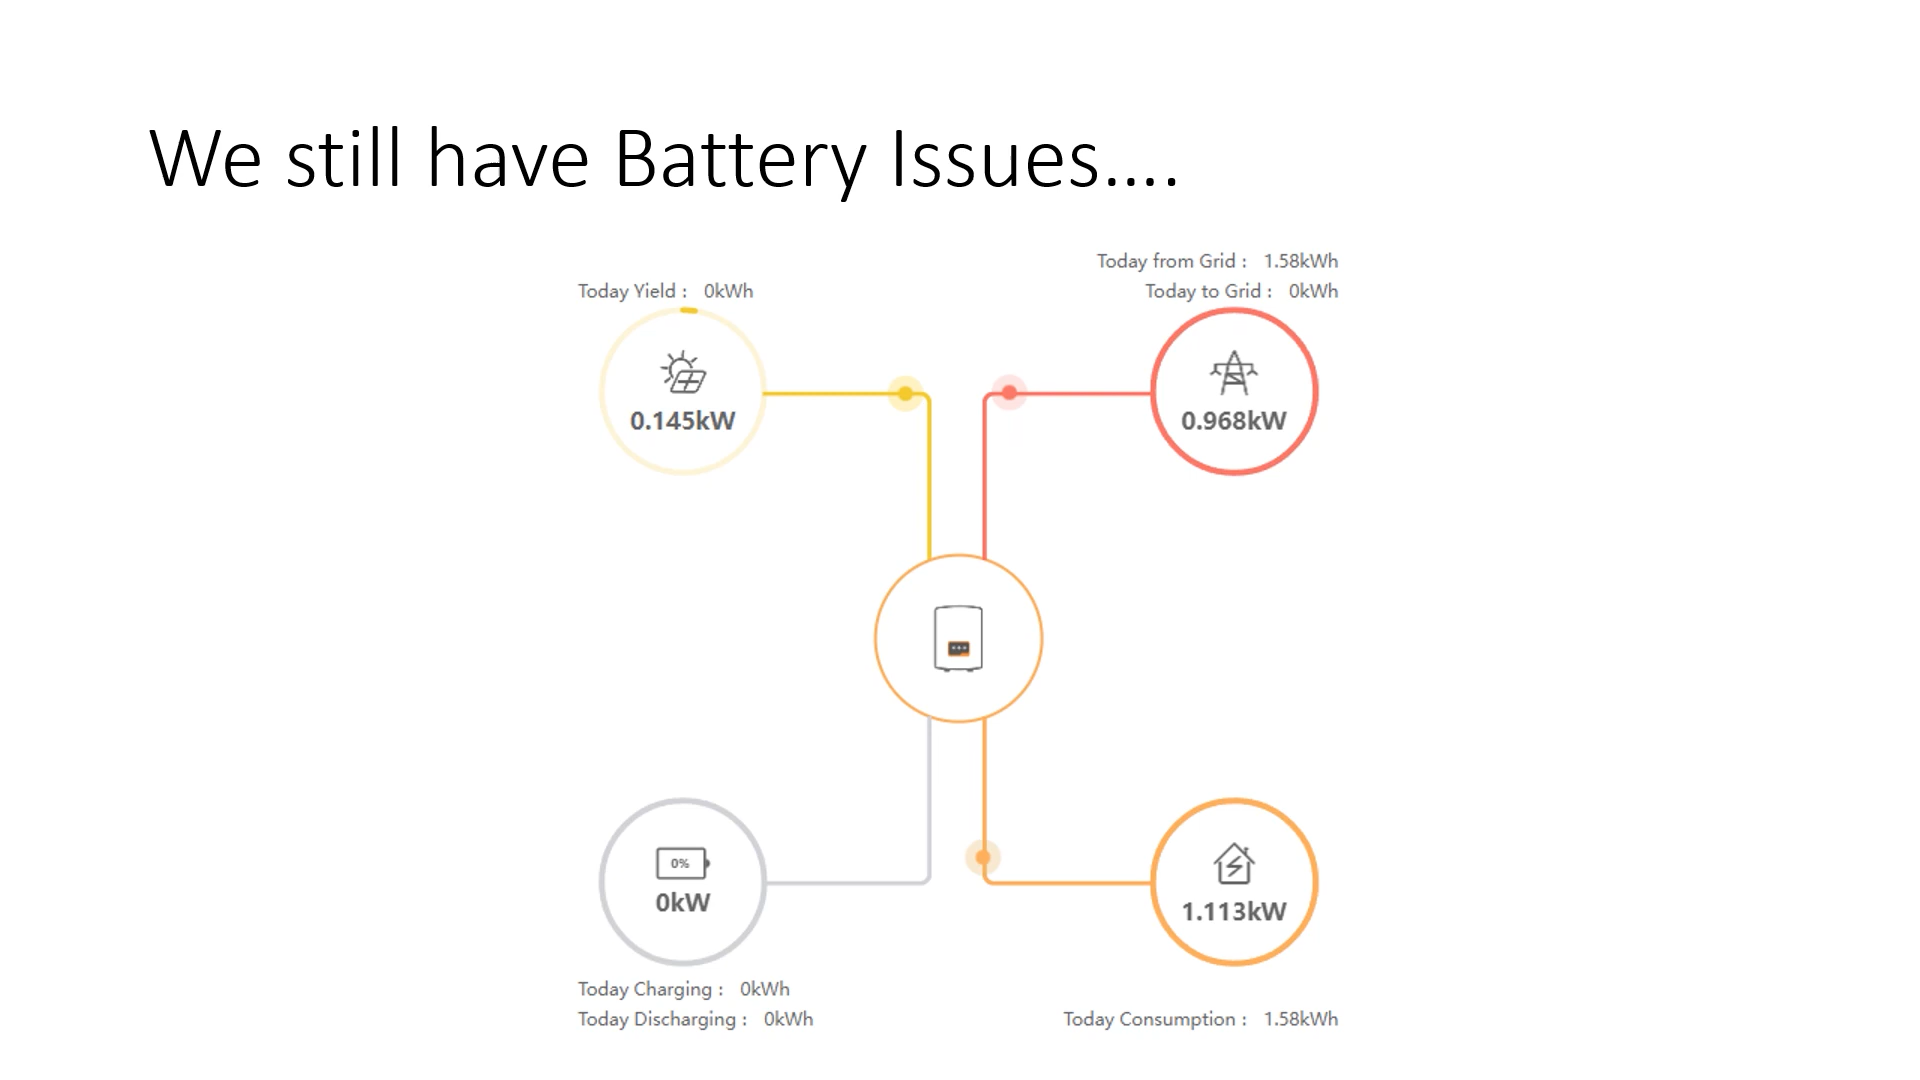 We still have Battery Issues....
Today from Grid : 1.58kWh
Today Yield : 0kWh
Today to Grid : 0kWh
0.145kW
0.968kW
0%
0kW
1.113kW
Today Charging : 0kWh
Today Discharging : 0kWh
Today Consumption : 1.58kWh